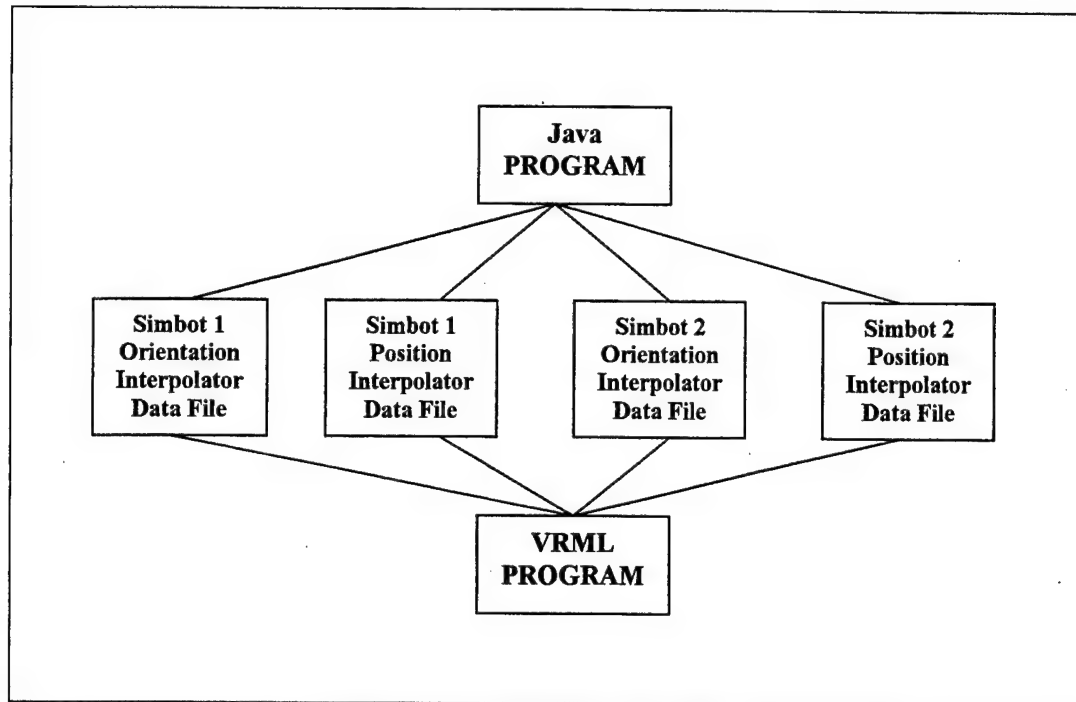 Java
PROGRAM
Simbot 1
Orientation
Interpolator
Data File
Simbot 1
Position
Interpolator
Data File
Simbot 2
Orientation
Interpolator
Data File
Simbot 2
Position
Interpolator
Data File
VRML
PROGRAM